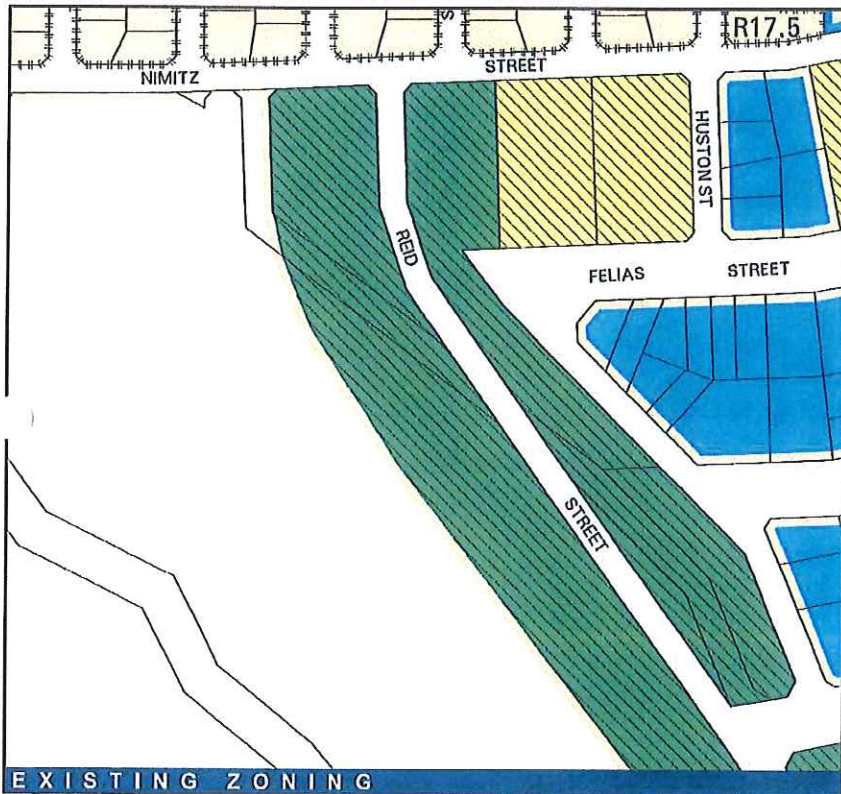 S
R17.5
NIMITZ
STREET
HUSTON ST
REID
FELIAS STREET
STREET
EXISTING ZONING